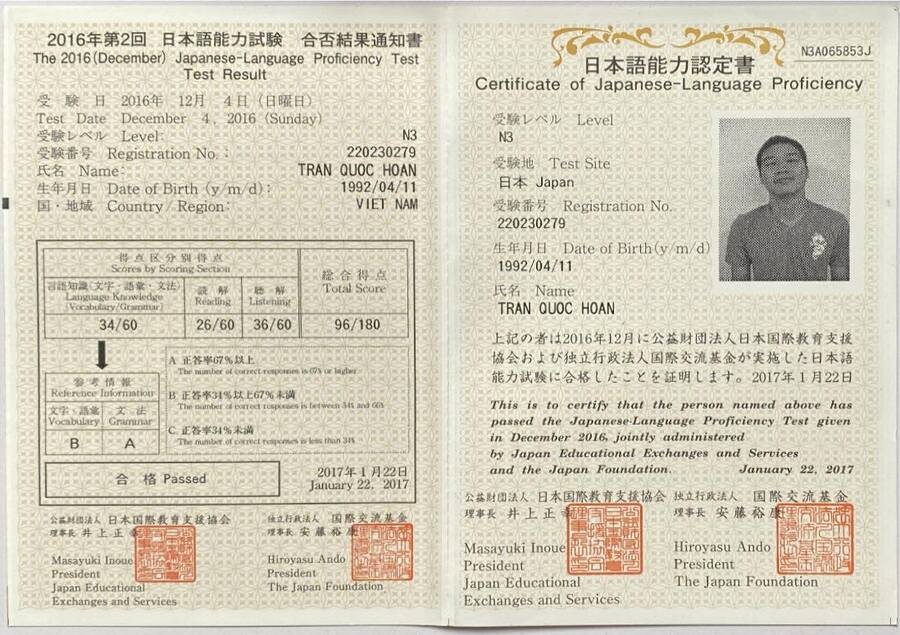 2016年第2回 日本語能力試験 合否結果通知書
The 2016(December) Japanese-Language Proficiency Test
Test Result
受 験 日 2016年 12月 4日(日曜日)
Test Date December 4, 2016 (Sunday)
受験レベル Level: N3
受験番号 Registration No.: 220230279
氏名 Name: TRAN QUOC HOAN
生年月日 Date of Birth (y/m/d): 1992/04/11
国・地域 Country/Region: VIET NAM
得点区分別得点
Scores by Scoring Section
総合得点
Total Score
言語知識(文字・語彙・文法)
Language Knowledge
(Vocabulary/Grammar)
読 解
Reading
聴 解
Listening
34/60 26/60 36/60 96/180
参考情報
Reference Information
文字・語彙
Vocabulary
文 法
Grammar
B A
A 正答率67%以上
The number of correct responses is 67% or higher
B 正答率34%以上67%未満
The number of correct responses is between 34% and 66%
C 正答率34%未満
The number of correct responses is less than 34%
合 格 Passed
2017年1月22日
January 22, 2017
公益財団法人 日本国際教育支援協会
理事長 井上正
Masayuki Inoue
President
Japan Educational
Exchanges and Services
独立行政法人 国際交流基金
理事長 安藤裕康
Hiroyasu Ando
President
The Japan Foundation
N3A065853J
日本語能力認定書
Certificate of Japanese-Language Proficiency
受験レベル Level
N3
受験地 Test Site
日本 Japan
受験番号 Registration No.
220230279
生年月日 Date of Birth(y/m/d)
1992/04/11
氏名 Name
TRAN QUOC HOAN
上記の者は2016年12月に公益財団法人日本国際教育支援
協会および独立行政法人国際交流基金が実施した日本語
能力試験に合格したことを証明します。2017年1月22日
This is to certify that the person named above has
passed the Japanese-Language Proficiency Test given
in December 2016, jointly administered
by Japan Educational Exchanges and Services
and the Japan Foundation. January 22, 2017
公益財団法人 日本国際教育支援協会
理事長 井上正
Masayuki Inoue
President
Japan Educational
Exchanges and Services
独立行政法人 国際交流基金
理事長 安藤裕康
Hiroyasu Ando
President
The Japan Foundation